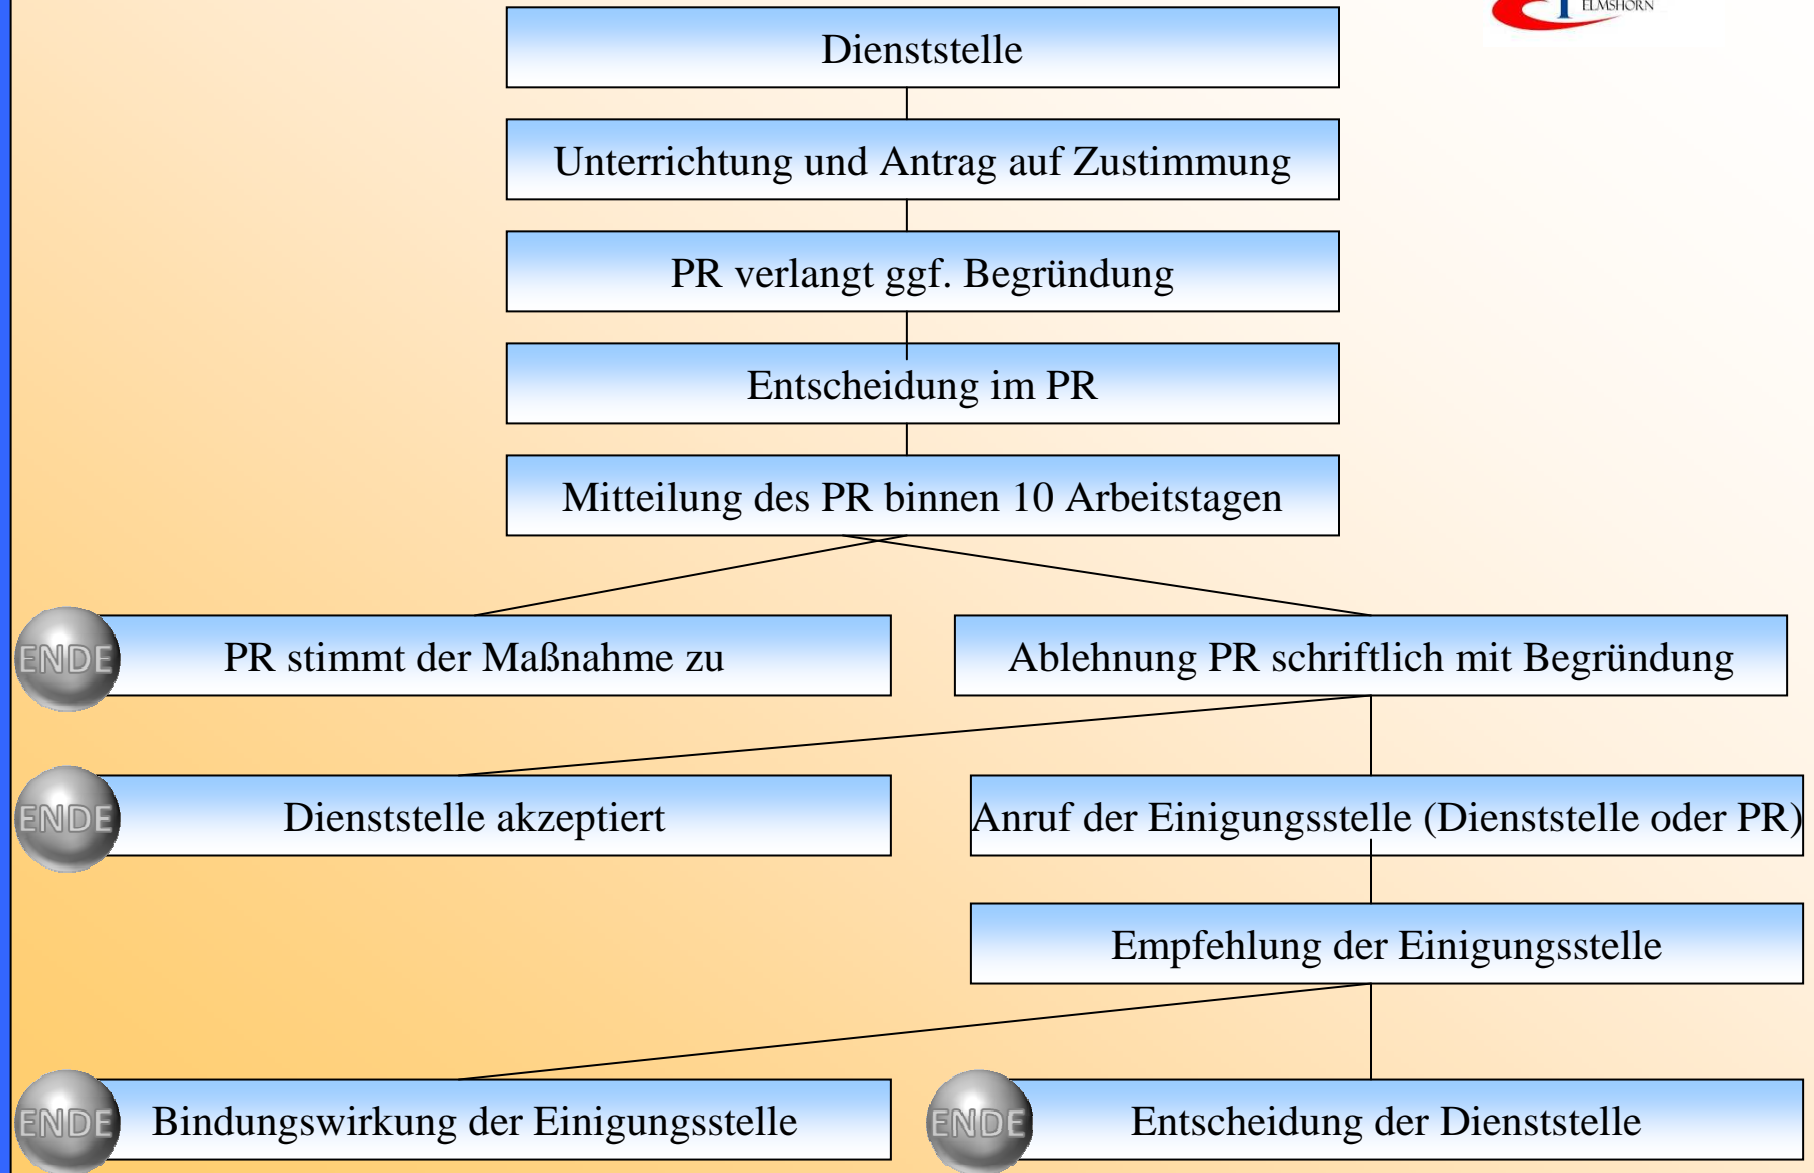 ELMSHORN
Dienststelle
Unterrichtung und Antrag auf Zustimmung
PR verlangt ggf. Begründung
Entscheidung im PR
Mitteilung des PR binnen 10 Arbeitstagen
ENDE
PR stimmt der Maßnahme zu
Ablehnung PR schriftlich mit Begründung
ENDE
Dienststelle akzeptiert
Anruf der Einigungsstelle (Dienststelle oder PR)
Empfehlung der Einigungsstelle
ENDE
Bindungswirkung der Einigungsstelle
ENDE
Entscheidung der Dienststelle